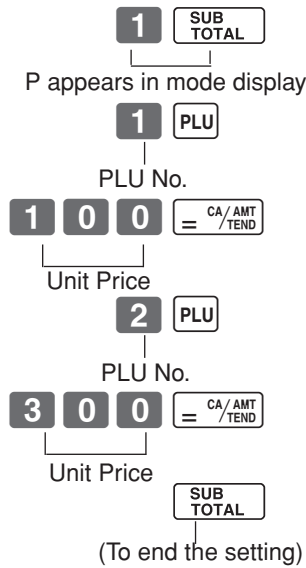 1 SUB TOTAL
P appears in mode display
1 PLU
PLU No.
1 0 0 = CA/AMT/TEND
Unit Price
2 PLU
PLU No.
3 0 0 = CA/AMT/TEND
Unit Price
SUB TOTAL
(To end the setting)